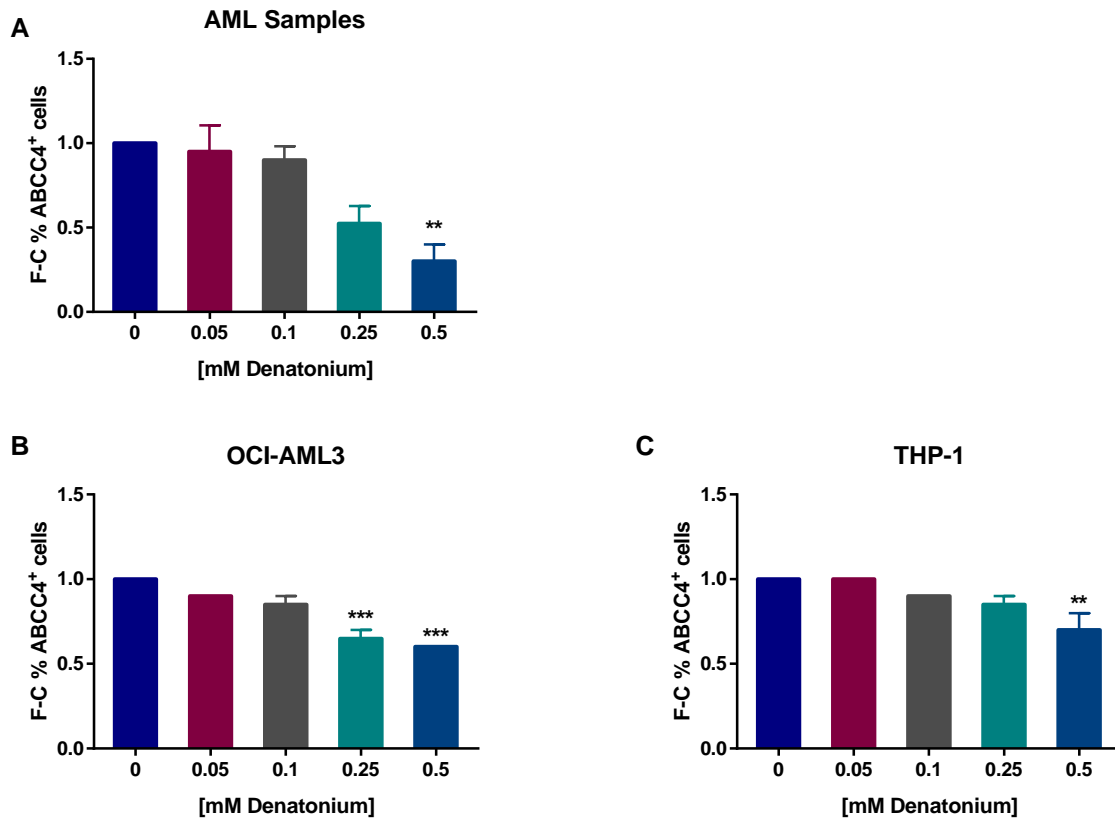 A
AML Samples
F-C % ABCC4⁺ cells
1.5
1.0
0.5
0.0
**
0 0.05 0.1 0.25 0.5
[mM Denatonium]
B
OCI-AML3
F-C % ABCC4⁺ cells
1.5
1.0
0.5
0.0
*** ***
0 0.05 0.1 0.25 0.5
[mM Denatonium]
C
THP-1
F-C % ABCC4⁺ cells
1.5
1.0
0.5
0.0
**
0 0.05 0.1 0.25 0.5
[mM Denatonium]